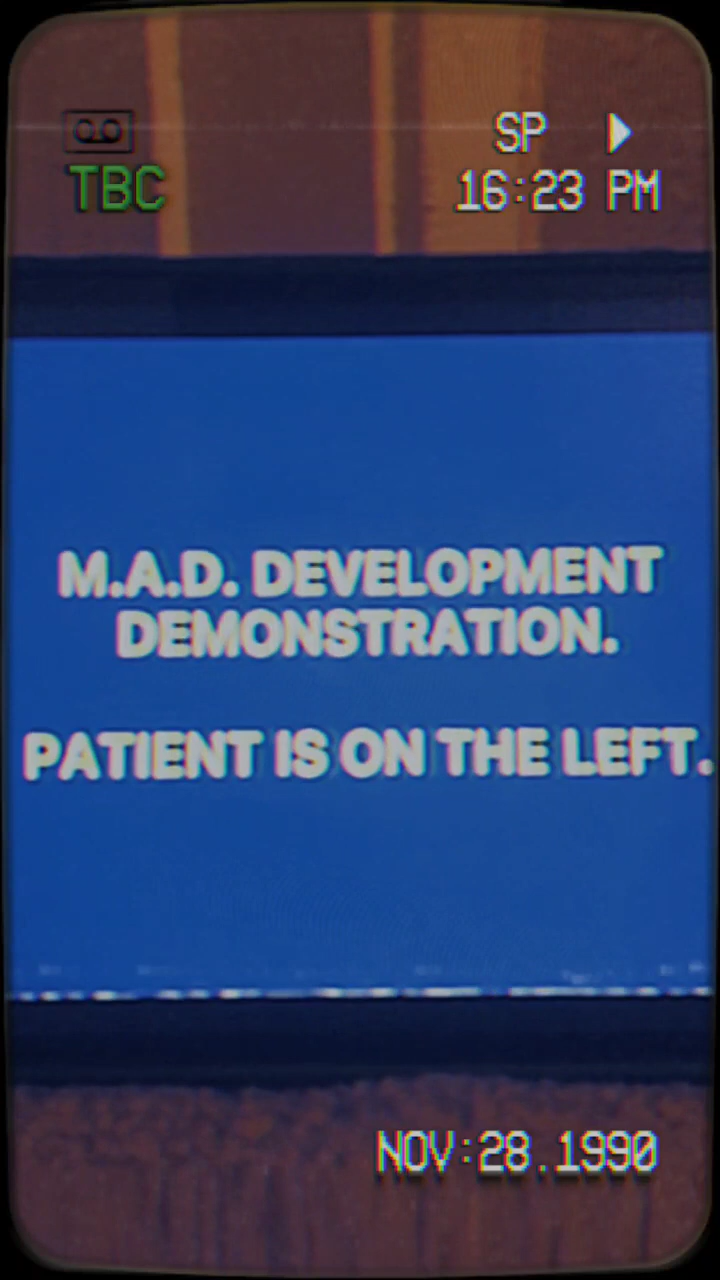 SP
TBC
16:23 PM
M.A.D. DEVELOPMENT
DEMONSTRATION.
PATIENT IS ON THE LEFT.
NOV:28.1990